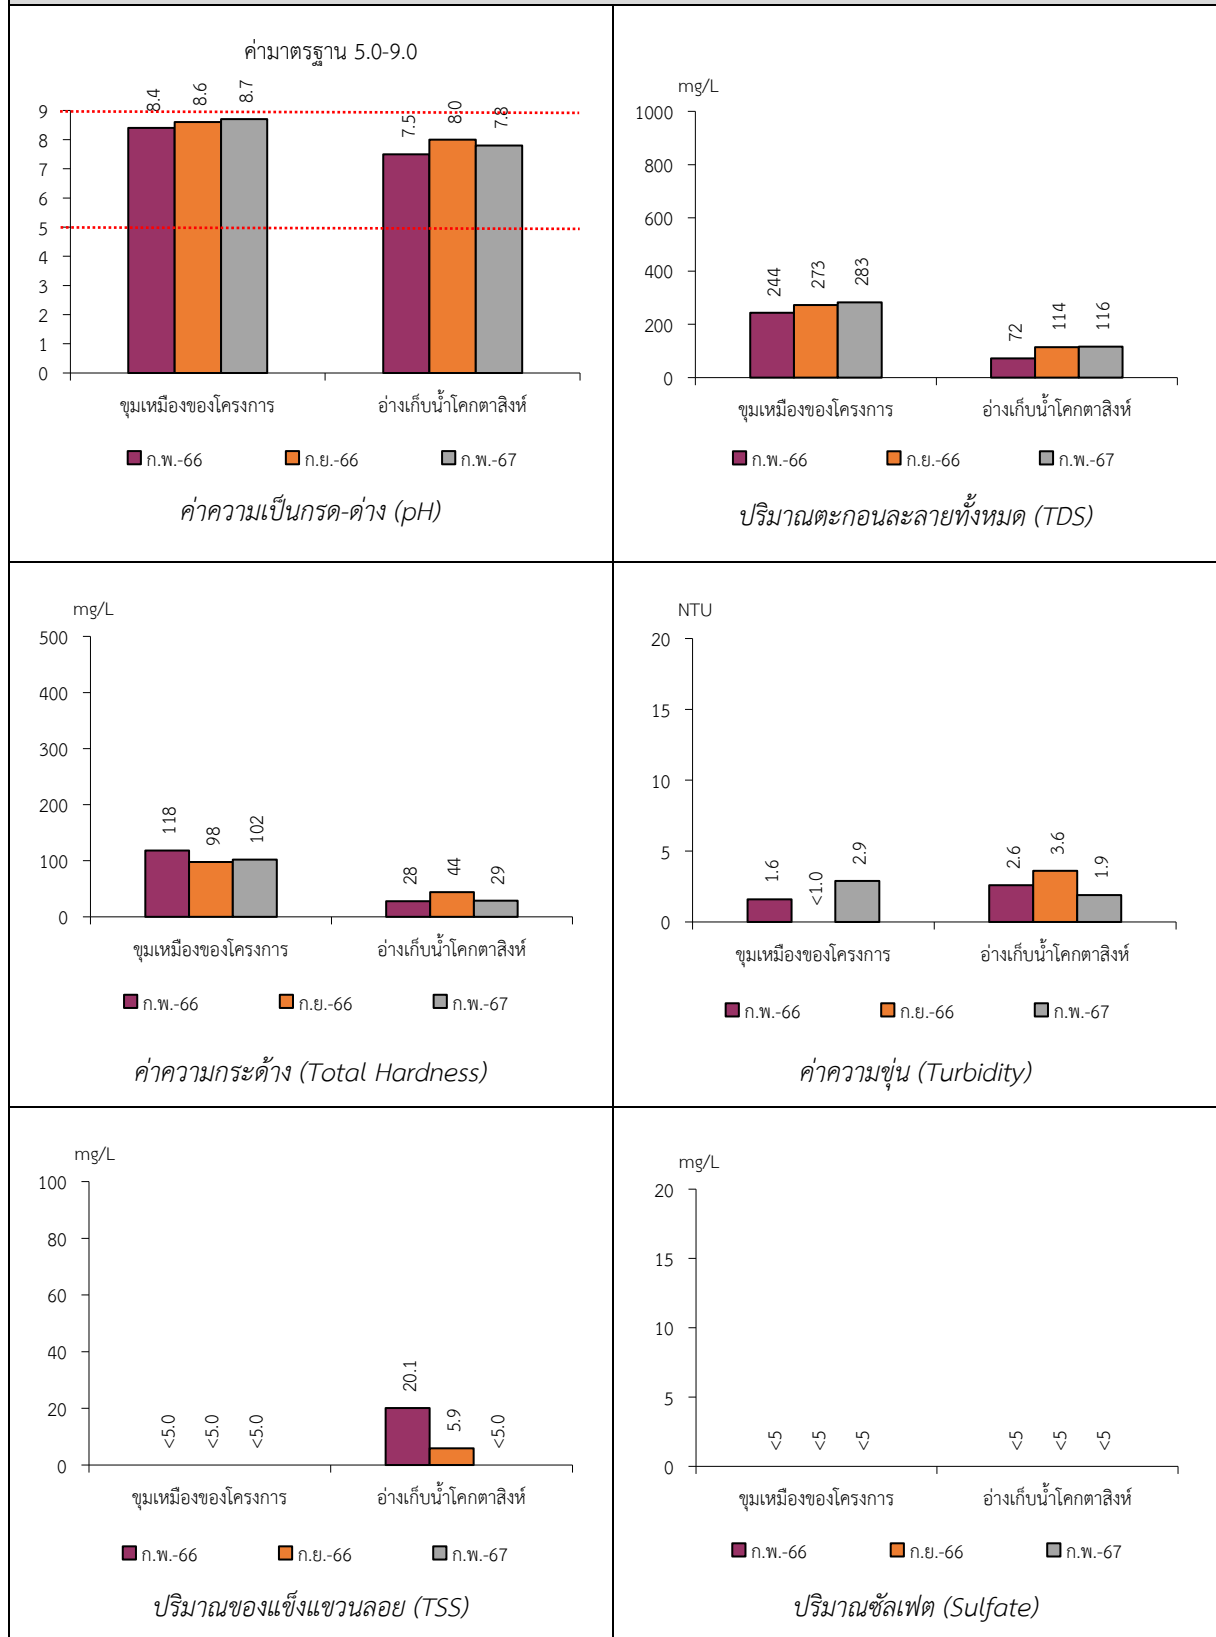 ค่ามาตรฐาน 5.0-9.0
8.4 8.6 8.7 7.5 8.0 7.8
9
8
7
6
5
4
3
2
1
0
ขุมเหมืองของโครงการ อ่างเก็บน้ำโคกตาสิงห์
ก.พ.-66 ก.ย.-66 ก.พ.-67
ค่าความเป็นกรด-ด่าง (pH)
mg/L
1000
800
600
400
200
0
244 273 283 72 114 116
ขุมเหมืองของโครงการ อ่างเก็บน้ำโคกตาสิงห์
ก.พ.-66 ก.ย.-66 ก.พ.-67
ปริมาณตะกอนละลายทั้งหมด (TDS)
mg/L
500
400
300
200
100
0
118 98 102 28 44 29
ขุมเหมืองของโครงการ อ่างเก็บน้ำโคกตาสิงห์
ก.พ.-66 ก.ย.-66 ก.พ.-67
ค่าความกระด้าง (Total Hardness)
NTU
20
15
10
5
0
1.6 <1.0 2.9 2.6 3.6 1.9
ขุมเหมืองของโครงการ อ่างเก็บน้ำโคกตาสิงห์
ก.พ.-66 ก.ย.-66 ก.พ.-67
ค่าความขุ่น (Turbidity)
mg/L
100
80
60
40
20
0
<5.0 <5.0 <5.0 20.1 5.9 <5.0
ขุมเหมืองของโครงการ อ่างเก็บน้ำโคกตาสิงห์
ก.พ.-66 ก.ย.-66 ก.พ.-67
ปริมาณของแข็งแขวนลอย (TSS)
mg/L
20
15
10
5
0
<5 <5 <5 <5 <5 <5
ขุมเหมืองของโครงการ อ่างเก็บน้ำโคกตาสิงห์
ก.พ.-66 ก.ย.-66 ก.พ.-67
ปริมาณซัลเฟต (Sulfate)